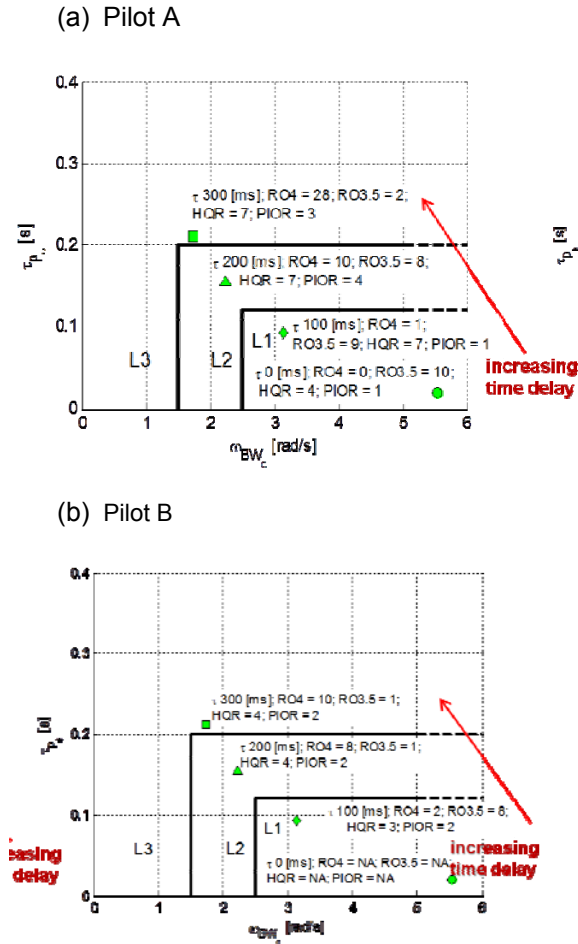 (a) Pilot A
0.4
0.3
0.2
0.1
0
τ 300 [ms]; RO4 = 28; RO3.5 = 2;
HQR = 7; PIOR = 3
τ 200 [ms]; RO4 = 10; RO3.5 = 8;
HQR = 7; PIOR = 4
L1
τ 100 [ms]; RO4 = 1;
RO3.5 = 9; HQR = 7; PIOR = 1
L3
L2
τ 0 [ms]; RO4 = 0; RO3.5 = 10;
HQR = 4; PIOR = 1
increasing
time delay
0 1 2 3 4 5 6
ωBW [rad/s]
[s]
[s]
(b) Pilot B
0.4
0.3
0.2
0.1
0
τ 300 [ms]; RO4 = 10; RO3.5 = 1;
HQR = 4; PIOR = 2
τ 200 [ms]; RO4 = 8; RO3.5 = 1;
HQR = 4; PIOR = 2
L1
100 [ms]; RO4 = 2; RO3.5 = 8;
HQR = 3; PIOR = 2
L3
L2
τ 0 [ms]; RO4 = NA; RO3.5 = NA;
HQR = NA; PIOR = NA
increasing
time delay
easing
delay
0 1 2 3 4 5 6
ωBW [rad/s]
[s]